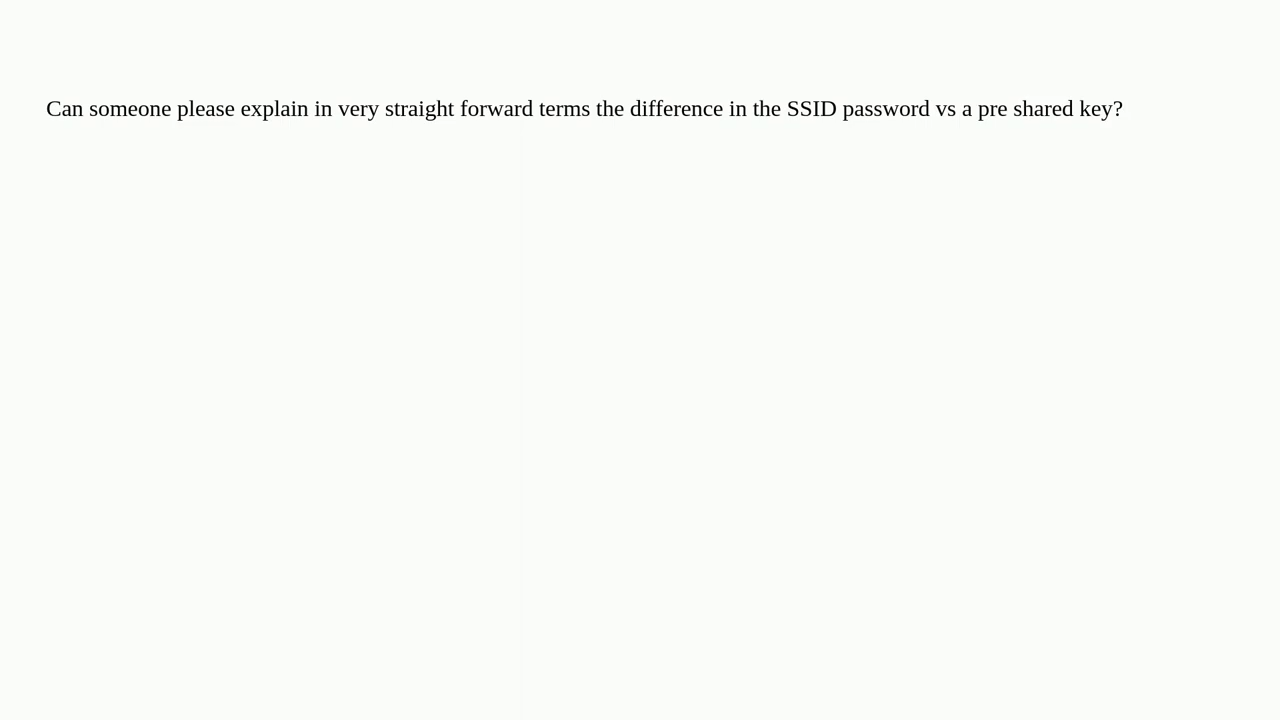 Can someone please explain in very straight forward terms the difference in the SSID password vs a pre shared key?